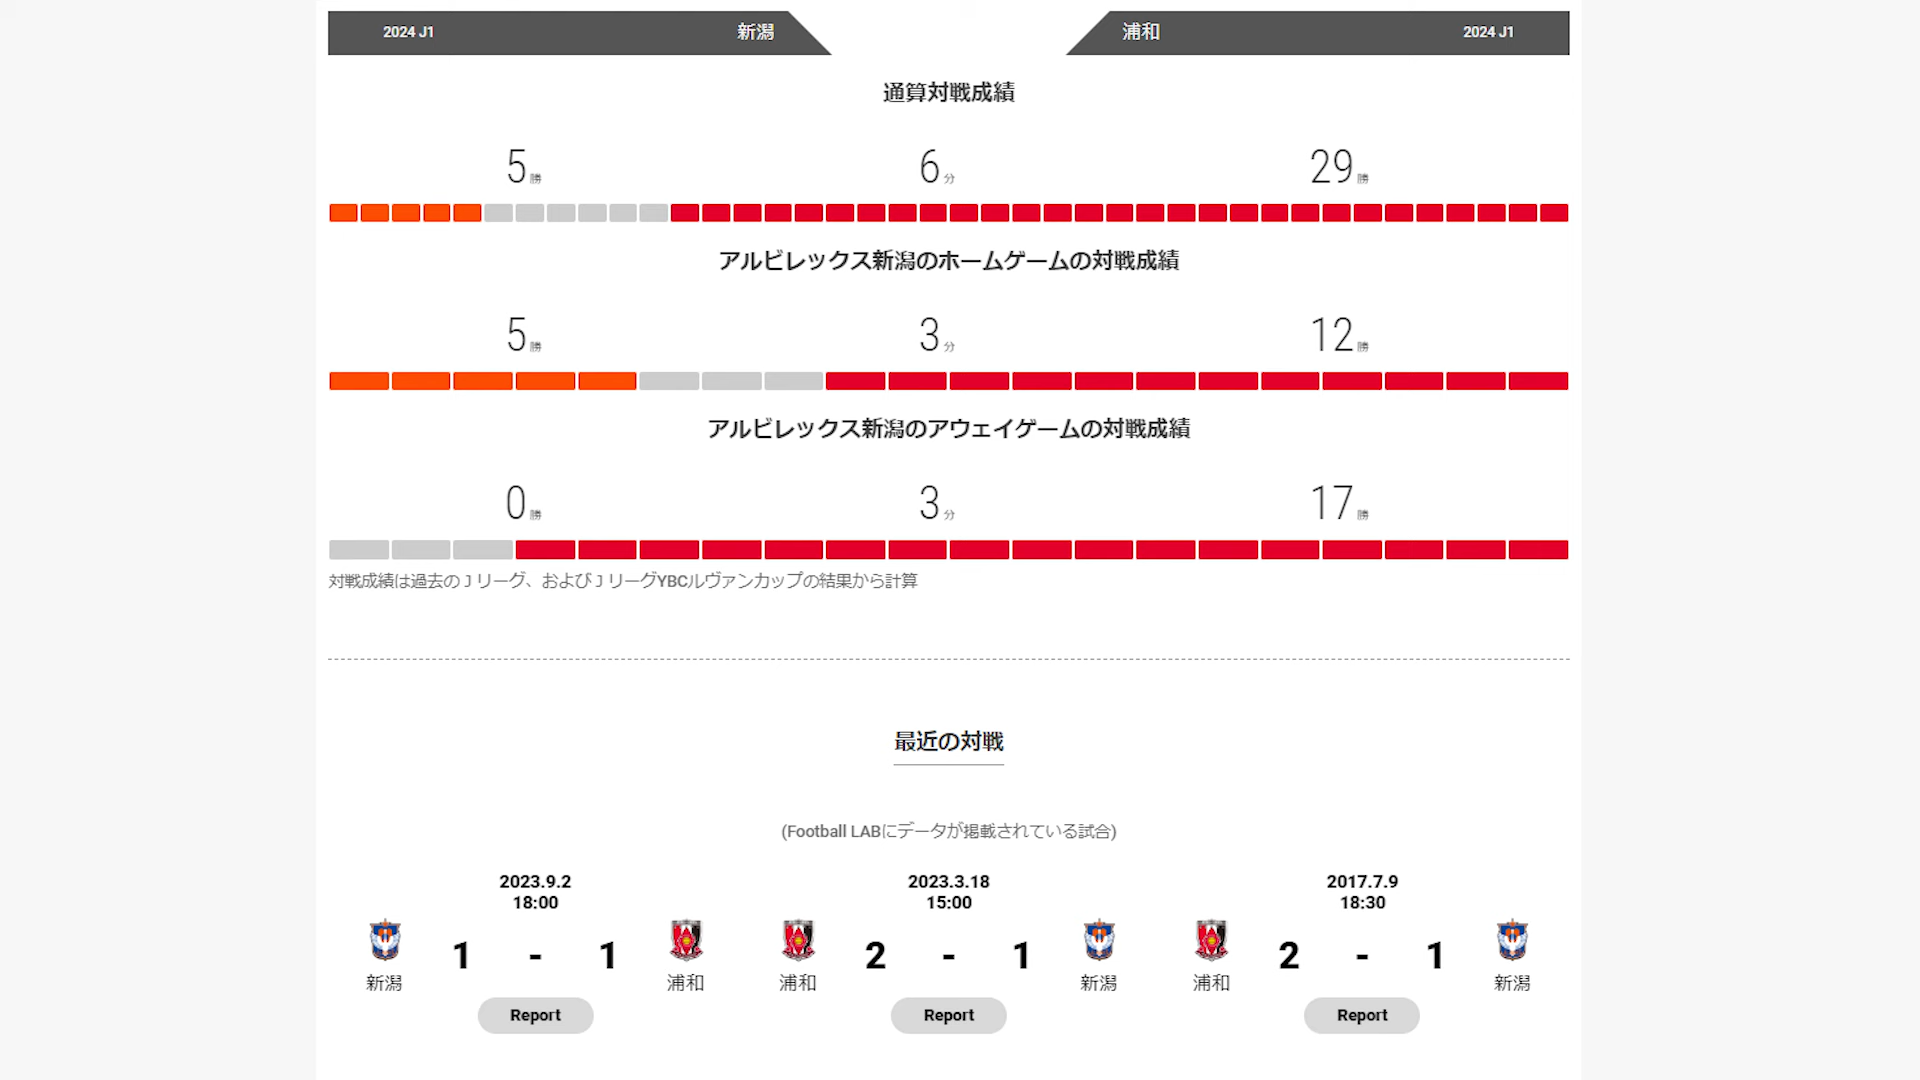 2024 J1 新潟 浦和 2024 J1
通算対戦成績
5勝 6分 29勝
アルビレックス新潟のホームゲームの対戦成績
5勝 3分 12勝
アルビレックス新潟のアウェイゲームの対戦成績
0勝 3分 17勝
対戦成績は過去のＪリーグ、およびＪリーグYBCルヴァンカップの結果から計算
最近の対戦
(Football LABにデータが掲載されている試合)
2023.9.2
18:00
新潟 1 - 1 浦和
Report
2023.3.18
15:00
浦和 2 - 1 新潟
Report
2017.7.9
18:30
浦和 2 - 1 新潟
Report